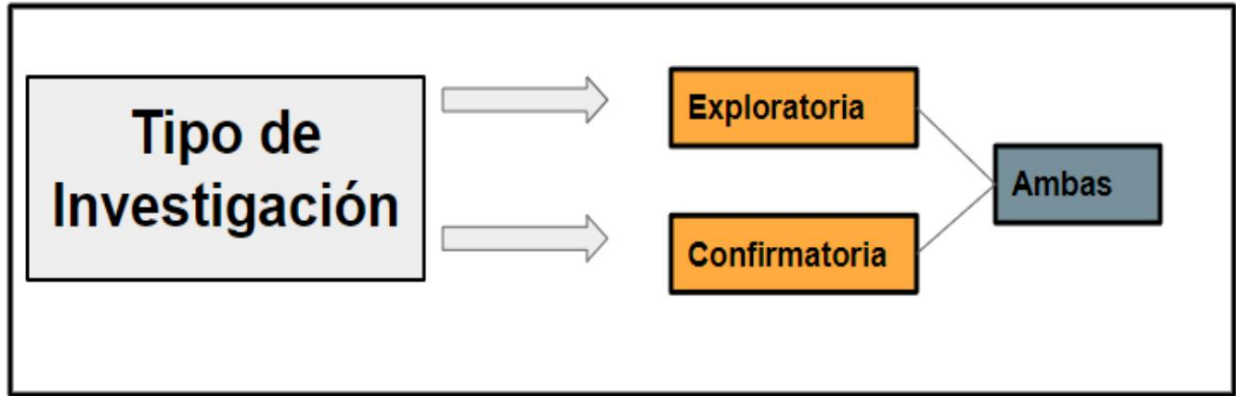 Tipo de
Investigación
Exploratoria
Confirmatoria
Ambas